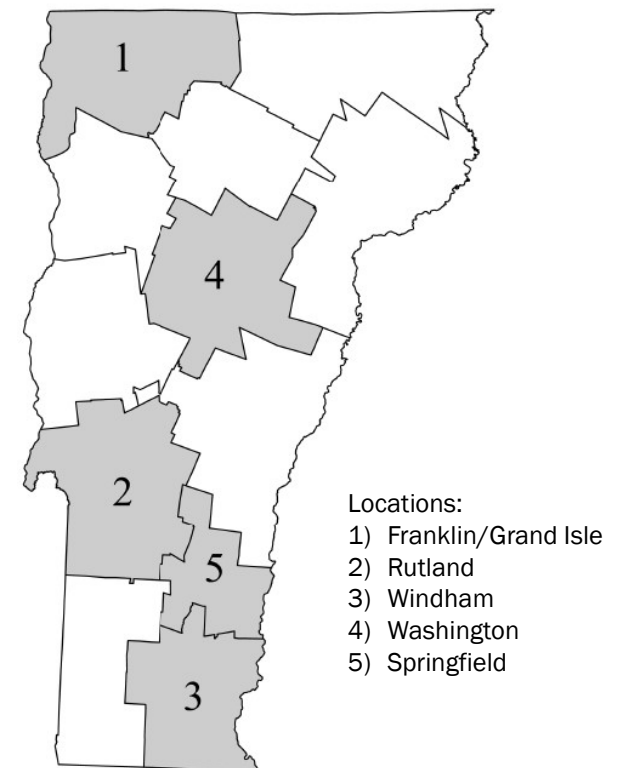 1
4
2
5
3
Locations:
1) Franklin/Grand Isle
2) Rutland
3) Windham
4) Washington
5) Springfield